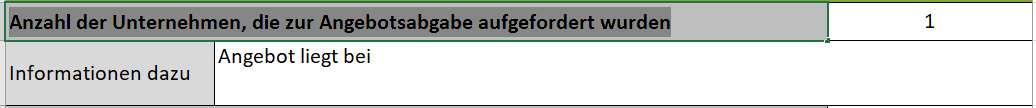 Anzahl der Unternehmen, die zur Angebotsabgabe aufgefordert wurden 1
Angebot liegt bei
Informationen dazu